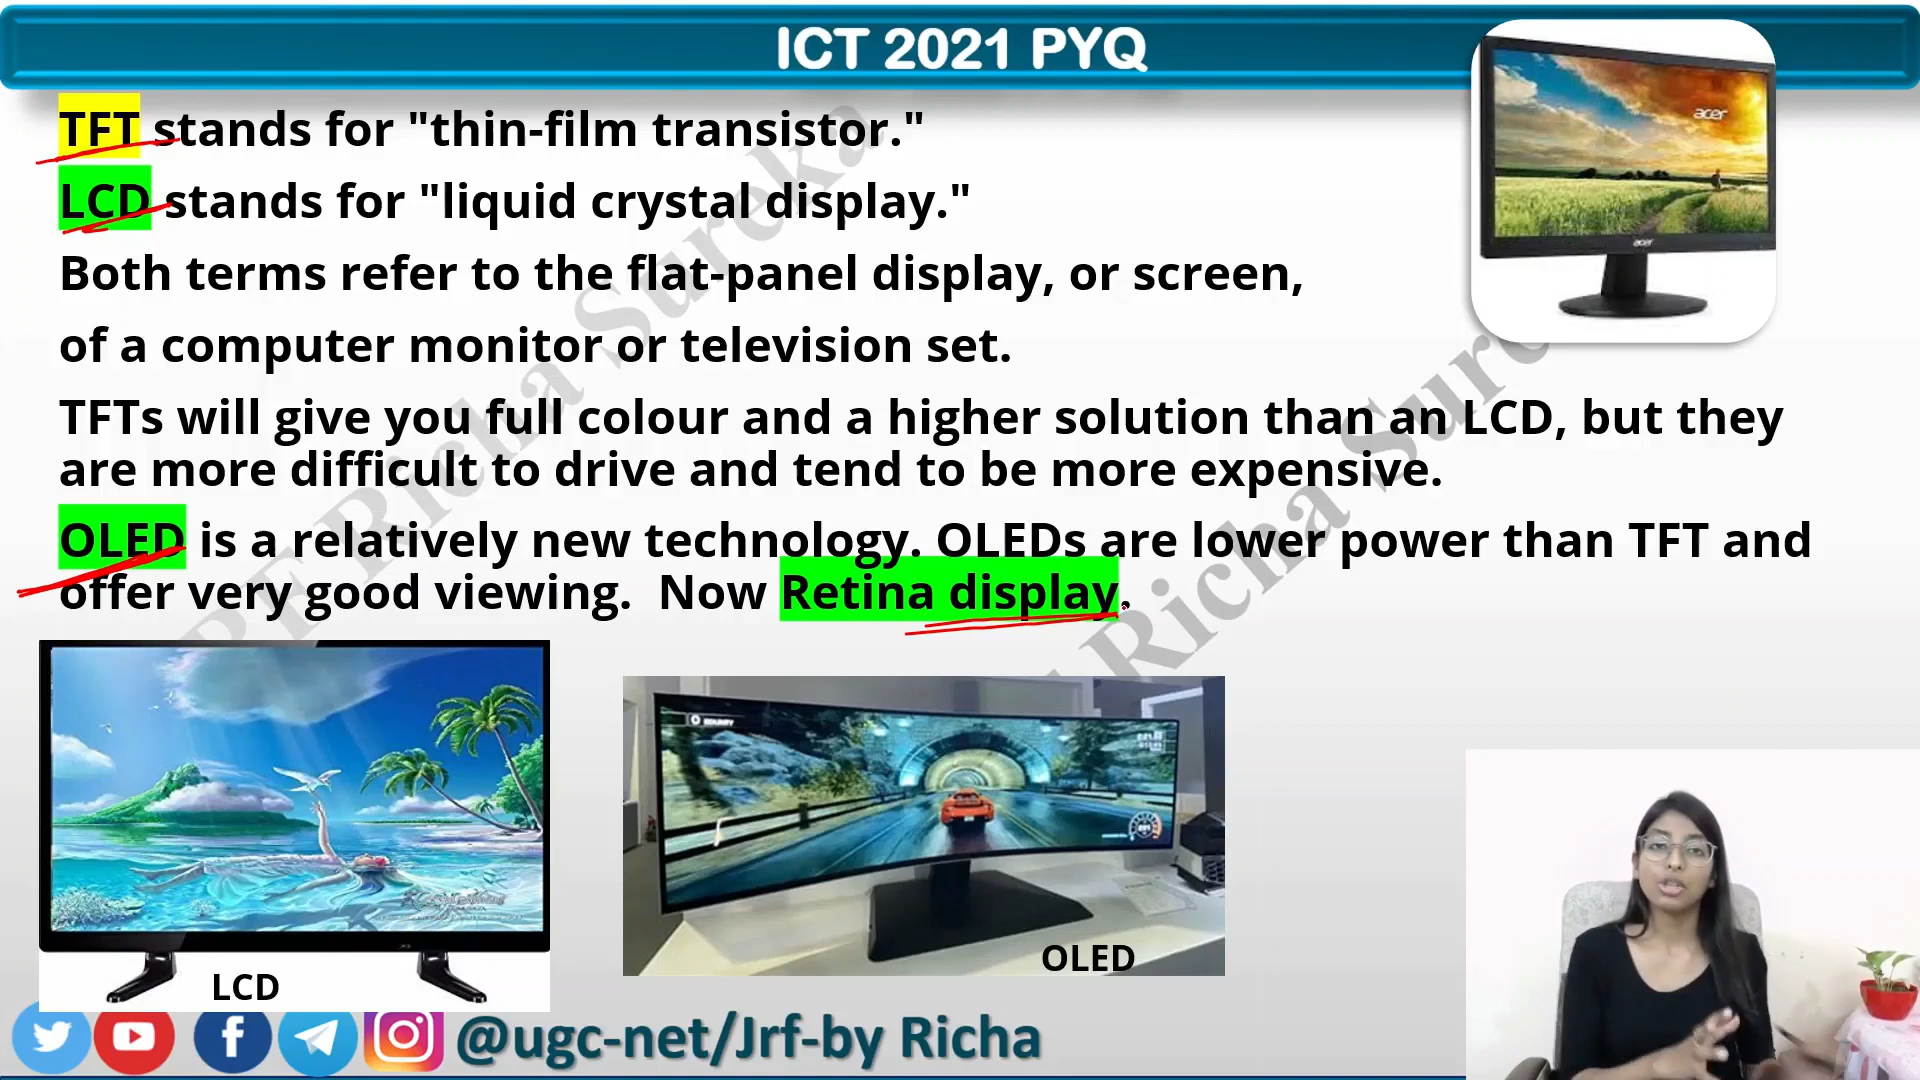 ICT 2021 PYQ
acer
acer
TFT stands for "thin-film transistor."
LCD stands for "liquid crystal display."
Both terms refer to the flat-panel display, or screen,
of a computer monitor or television set.
TFTs will give you full colour and a higher solution than an LCD, but they
are more difficult to drive and tend to be more expensive.
OLED is a relatively new technology. OLEDs are lower power than TFT and
offer very good viewing.  Now Retina display.
LCD
OLED
@ugc-net/Jrf-by Richa